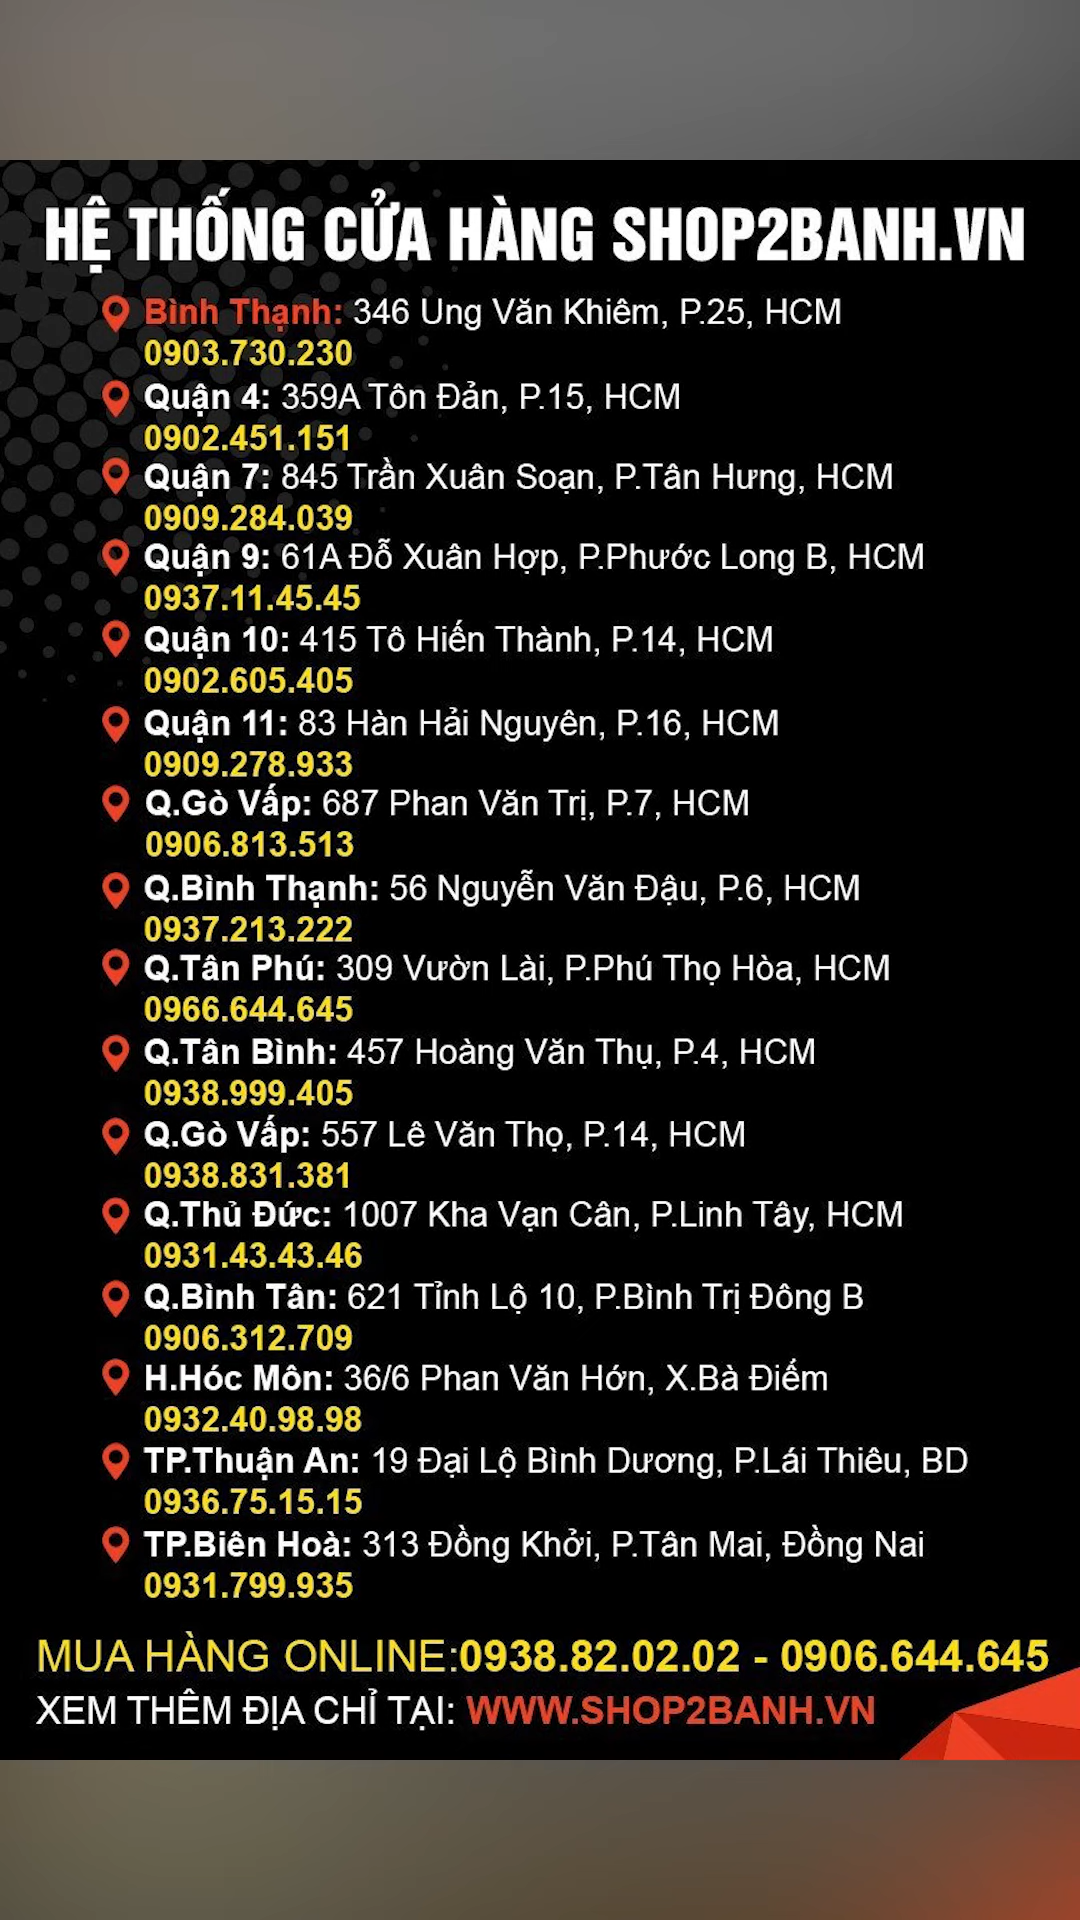 HỆ THỐNG CỬA HÀNG SHOP2BANH.VN
Bình Thạnh: 346 Ung Văn Khiêm, P.25, HCM
0903.730.230
Quận 4: 359A Tôn Đản, P.15, HCM
0902.451.151
Quận 7: 845 Trần Xuân Soạn, P.Tân Hưng, HCM
0909.284.039
Quận 9: 61A Đỗ Xuân Hợp, P.Phước Long B, HCM
0937.11.45.45
Quận 10: 415 Tô Hiến Thành, P.14, HCM
0902.605.405
Quận 11: 83 Hàn Hải Nguyên, P.16, HCM
0909.278.933
Q.Gò Vấp: 687 Phan Văn Trị, P.7, HCM
0906.813.513
Q.Bình Thạnh: 56 Nguyễn Văn Đậu, P.6, HCM
0937.213.222
Q.Tân Phú: 309 Vườn Lài, P.Phú Thọ Hòa, HCM
0966.644.645
Q.Tân Bình: 457 Hoàng Văn Thụ, P.4, HCM
0938.999.405
Q.Gò Vấp: 557 Lê Văn Thọ, P.14, HCM
0938.831.381
Q.Thủ Đức: 1007 Kha Vạn Cân, P.Linh Tây, HCM
0931.43.43.46
Q.Bình Tân: 621 Tỉnh Lộ 10, P.Bình Trị Đông B
0906.312.709
H.Hóc Môn: 36/6 Phan Văn Hớn, X.Bà Điểm
0932.40.98.98
TP.Thuận An: 19 Đại Lộ Bình Dương, P.Lái Thiêu, BD
0936.75.15.15
TP.Biên Hoà: 313 Đồng Khởi, P.Tân Mai, Đồng Nai
0931.799.935
MUA HÀNG ONLINE:0938.82.02.02 - 0906.644.645
XEM THÊM ĐỊA CHỈ TẠI: WWW.SHOP2BANH.VN